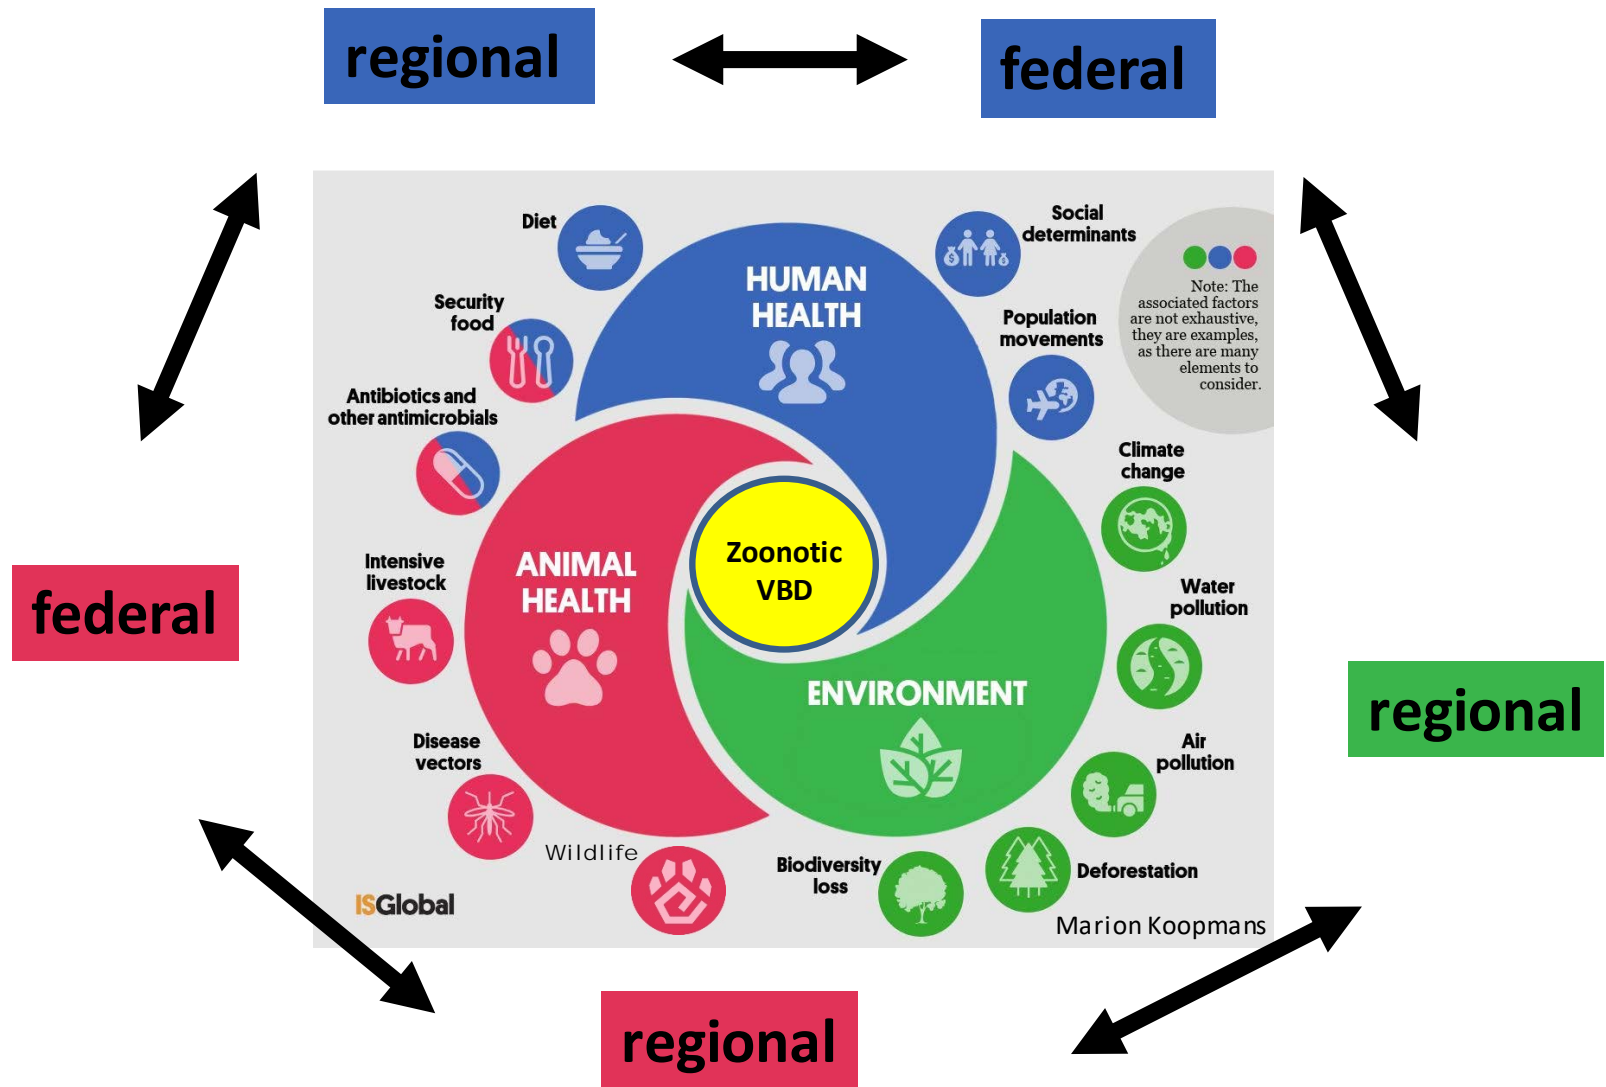 regional
federal
Diet
Social
determinants
HUMAN
HEALTH
Note: The
associated factors
are not exhaustive,
they are examples,
as there are many
elements to
consider.
Security
food
Population
movements
Antibiotics and
other antimicrobials
Climate
change
Zoonotic
VBD
Intensive
livestock
ANIMAL
HEALTH
Water
pollution
federal
ENVIRONMENT
regional
Disease
vectors
Air
pollution
Wildlife
Biodiversity
loss
Deforestation
ISGlobal
Marion Koopmans
regional